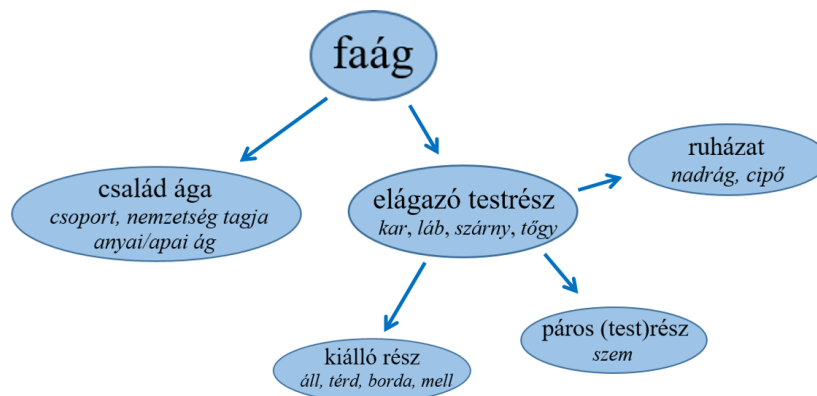 faág
család ága
csoport, nemzetség tagja
anyai/apai ág
elágazó testrész
kar, láb, szárny, tőgy
ruházat
nadrág, cipő
kiálló rész
áll, térd, borda, mell
páros (test)rész
szem